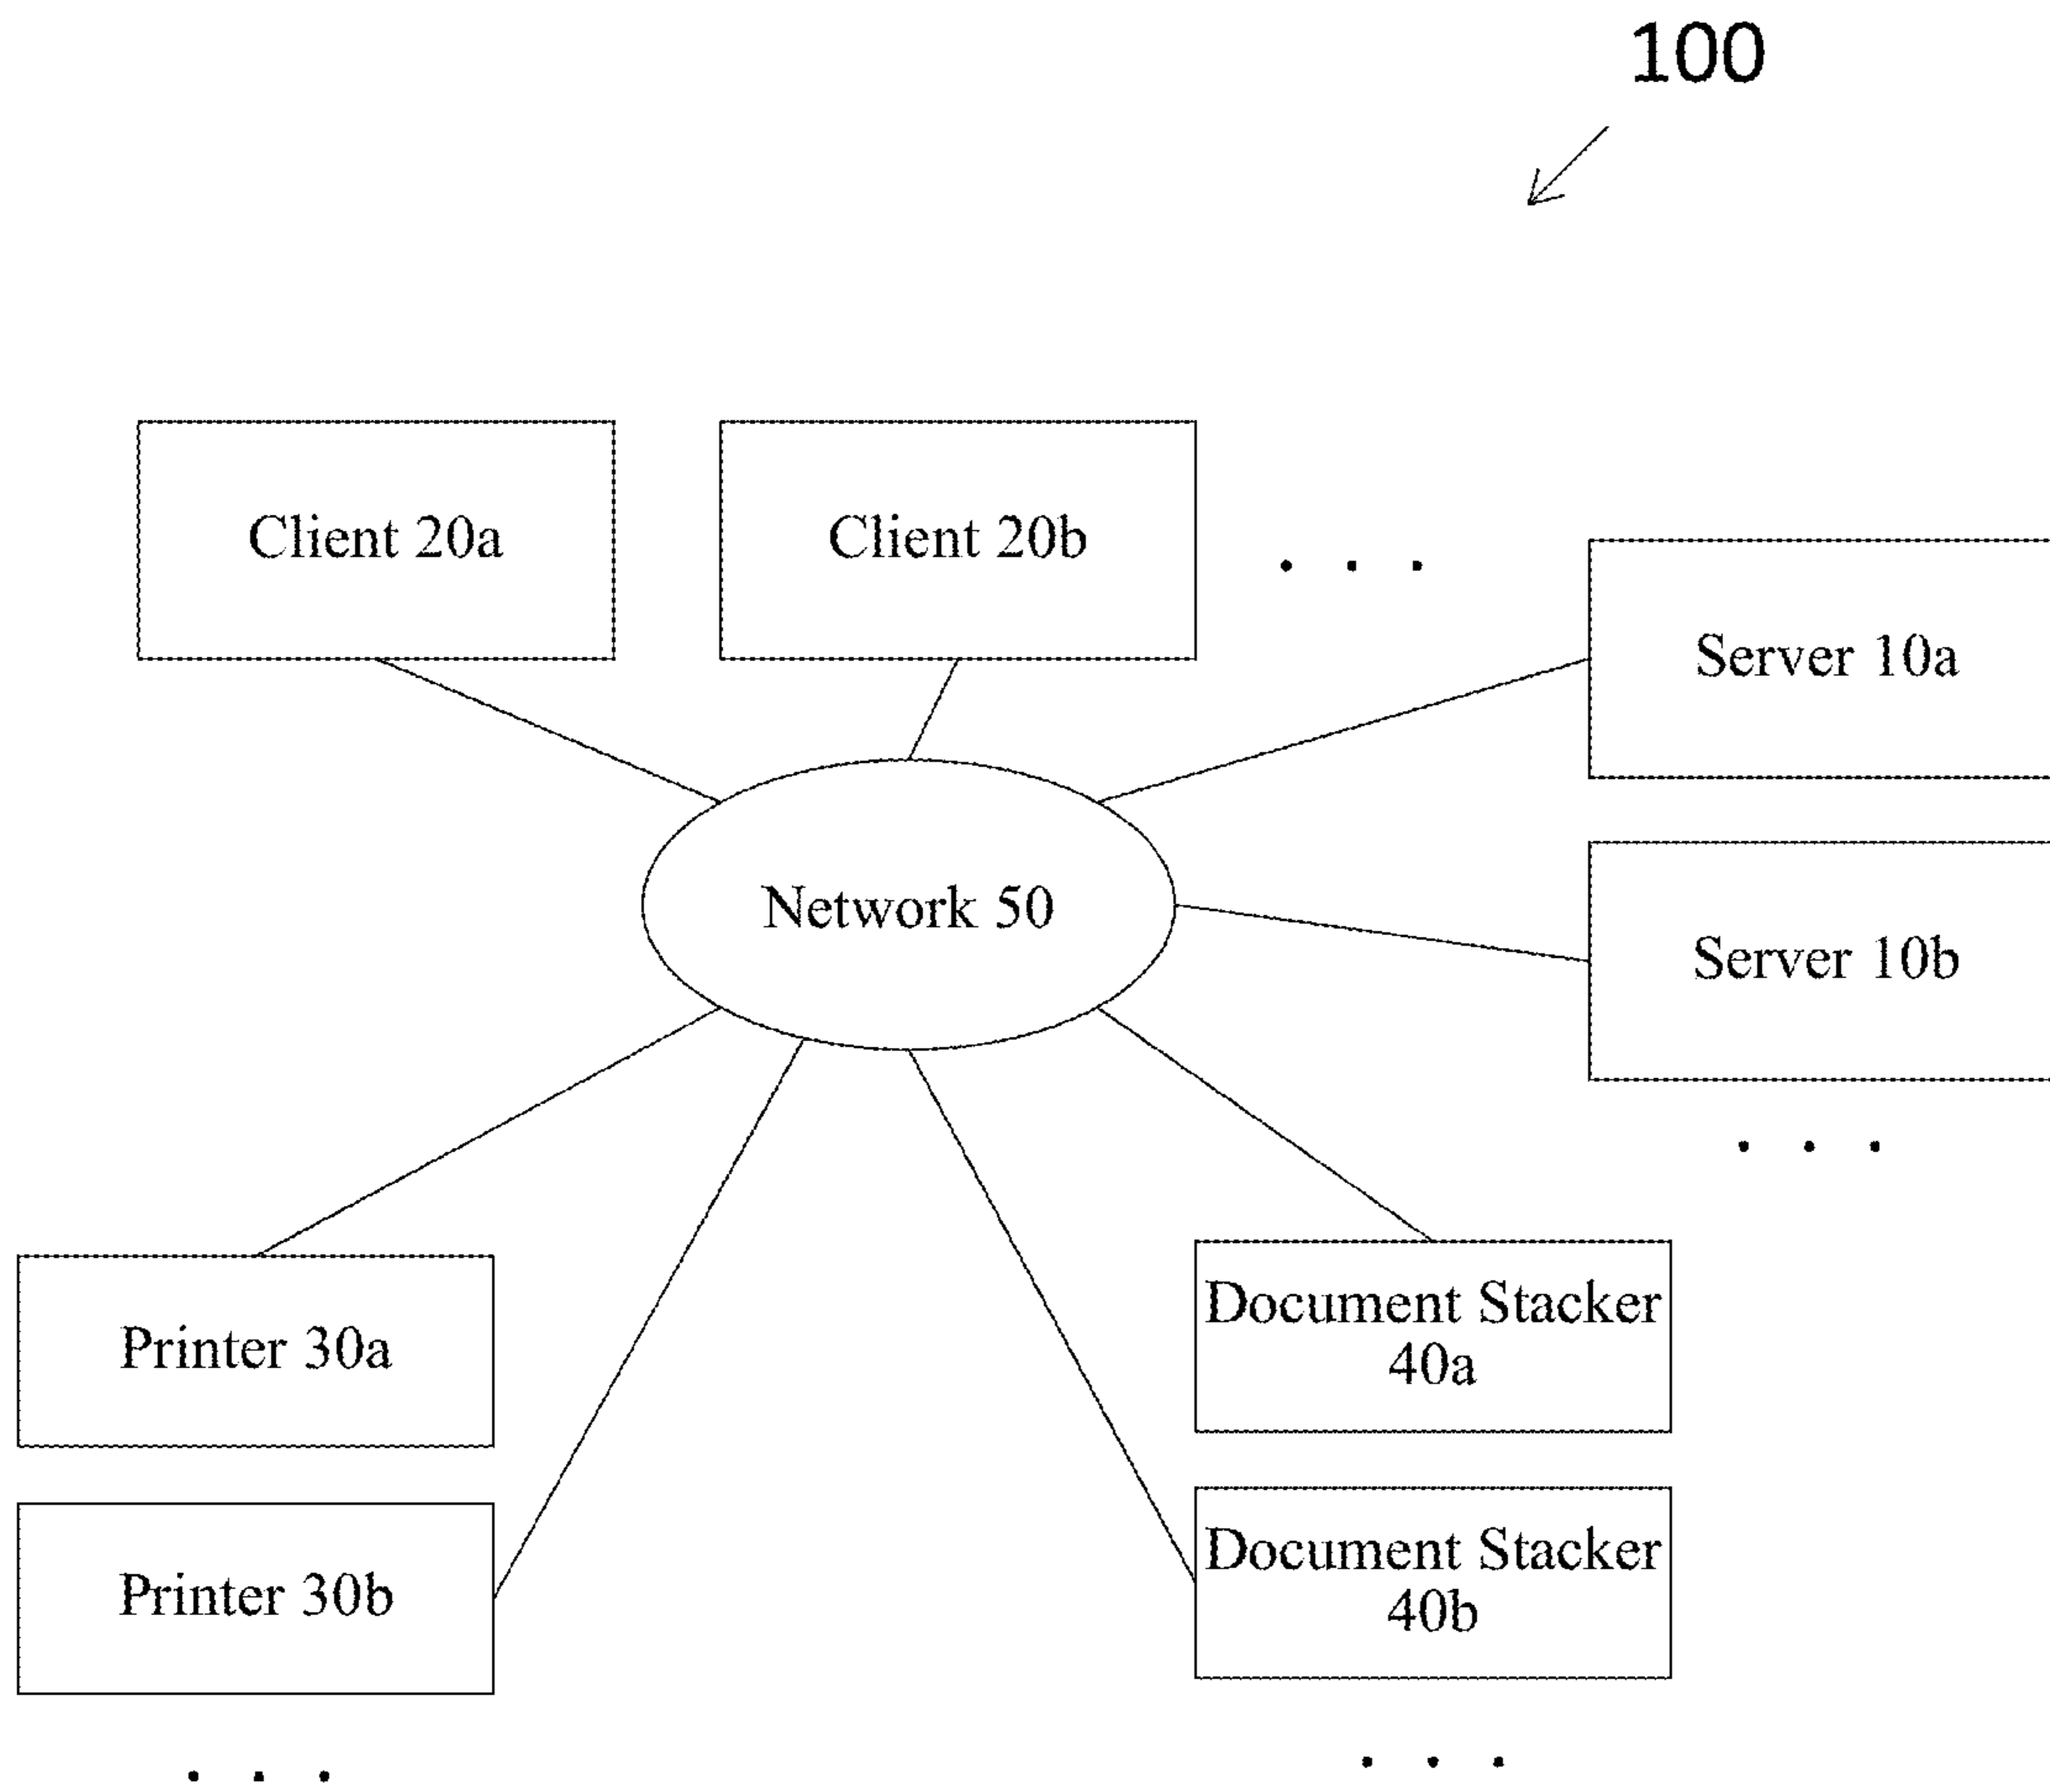 100
Client 20a
Client 20b
. . .
Server 10a
Network 50
Server 10b
. . .
Printer 30a
Document Stacker
40a
Printer 30b
Document Stacker
40b
. . .
. . .